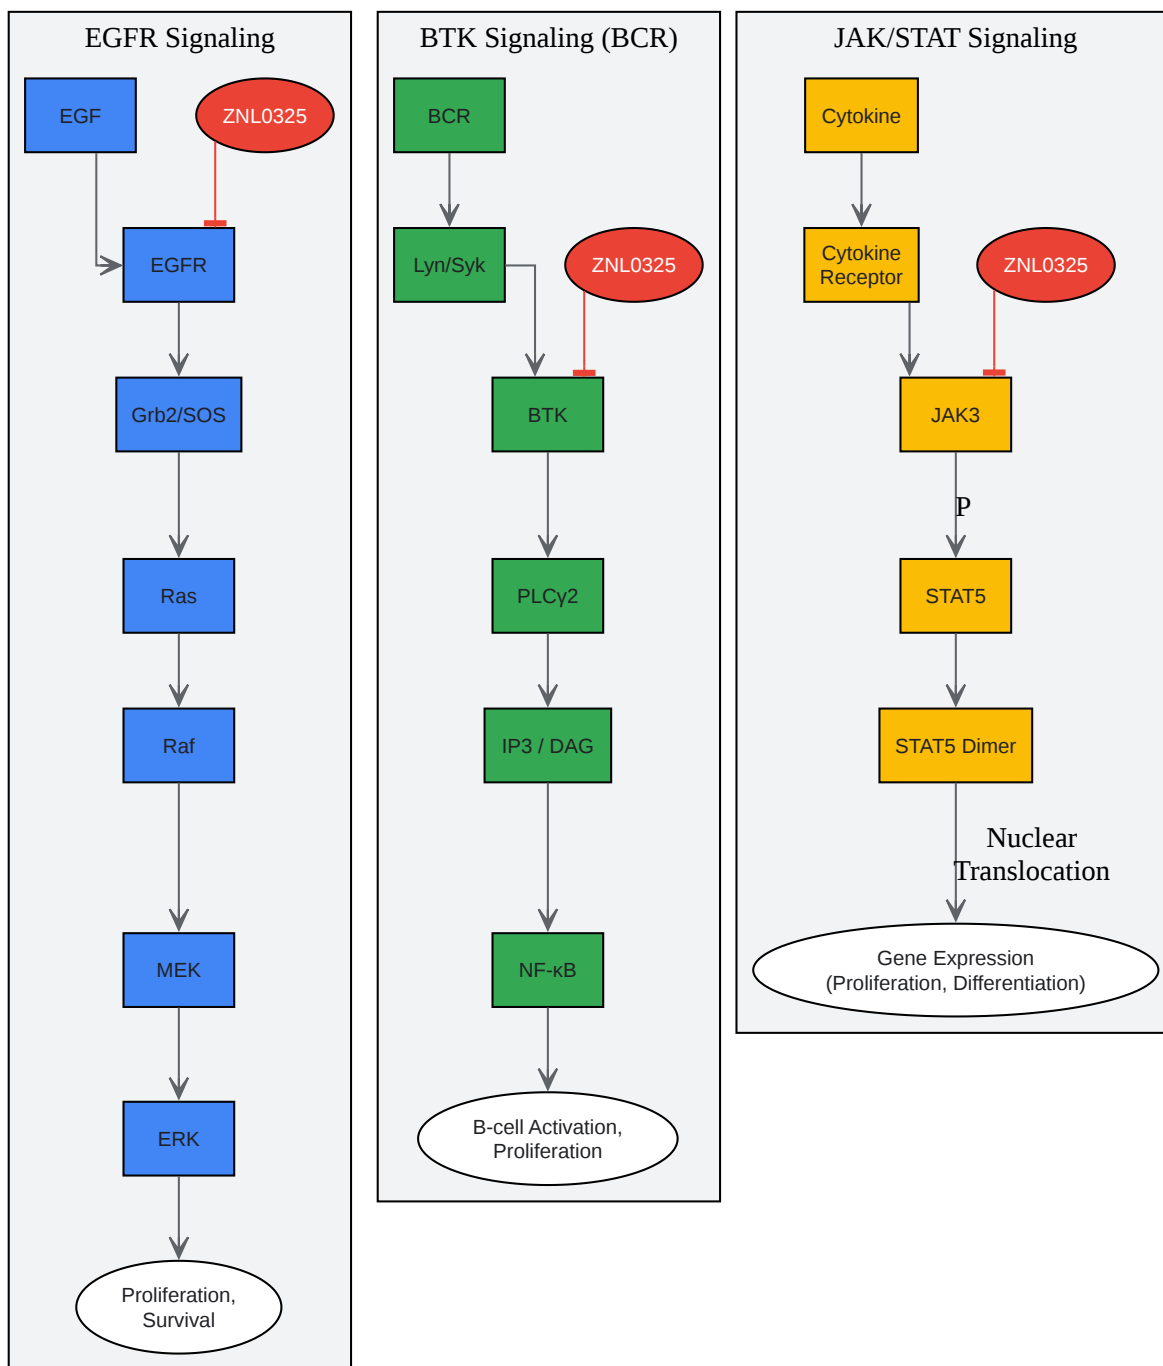 EGFR Signaling
EGF
ZNL0325
EGFR
Grb2/SOS
Ras
Raf
MEK
ERK
Proliferation,
Survival
BTK Signaling (BCR)
BCR
Lyn/Syk
ZNL0325
BTK
PLCγ2
IP3 / DAG
NF-κB
B-cell Activation,
Proliferation
JAK/STAT Signaling
Cytokine
Cytokine
Receptor
ZNL0325
JAK3
P
STAT5
STAT5 Dimer
Nuclear
Translocation
Gene Expression
(Proliferation, Differentiation)